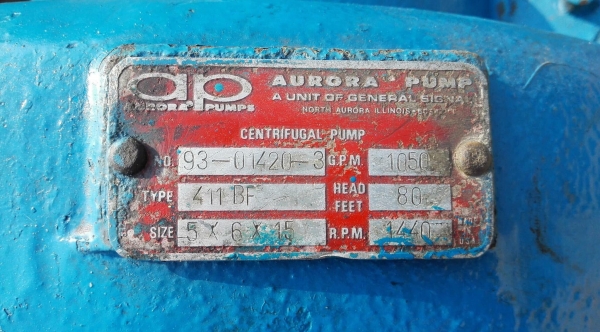 ap AURORA PUMP
AURORA PUMPS A UNIT OF GENERAL SIGNAL
NORTH AURORA ILLINOIS
CENTRIFUGAL PUMP
NO. 93-01420-3 G.P.M. 1050
TYPE 411 BF HEAD FEET 80
SIZE 5 X 6 X 15 R.P.M. 1440